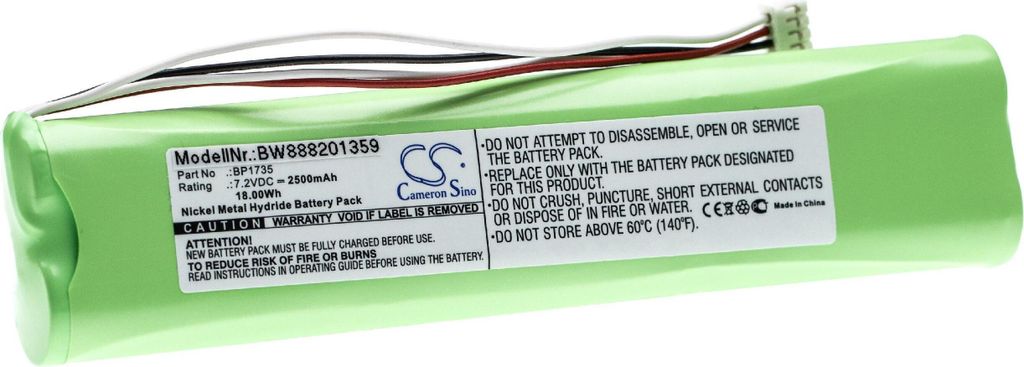 ModellNr.:BW888201359
Part No .:BP1735
Rating .:7.2VDC ⎓ 2500mAh
18.00Wh
Nickel Metal Hydride Battery Pack
CS
Cameron Sino
CAUTION WARRANTY VOID IF LABEL IS REMOVED
ATTENTION!
NEW BATTERY PACK MUST BE FULLY CHARGED BEFORE USE.
TO REDUCE RISK OF FIRE OR BURNS
READ INSTRUCTIONS IN OPERATING GUIDE BEFORE USING THE BATTERY.
•DO NOT ATTEMPT TO DISASSEMBLE, OPEN OR SERVICE
THE BATTERY PACK.
•REPLACE ONLY WITH THE BATTERY PACK DESIGNATED
FOR THIS PRODUCT.
•DO NOT CRUSH, PUNCTURE, SHORT EXTERNAL CONTACTS
OR DISPOSE OF IN FIRE OR WATER.
CE Made in China
•DO NOT STORE ABOVE 60°C (140°F).